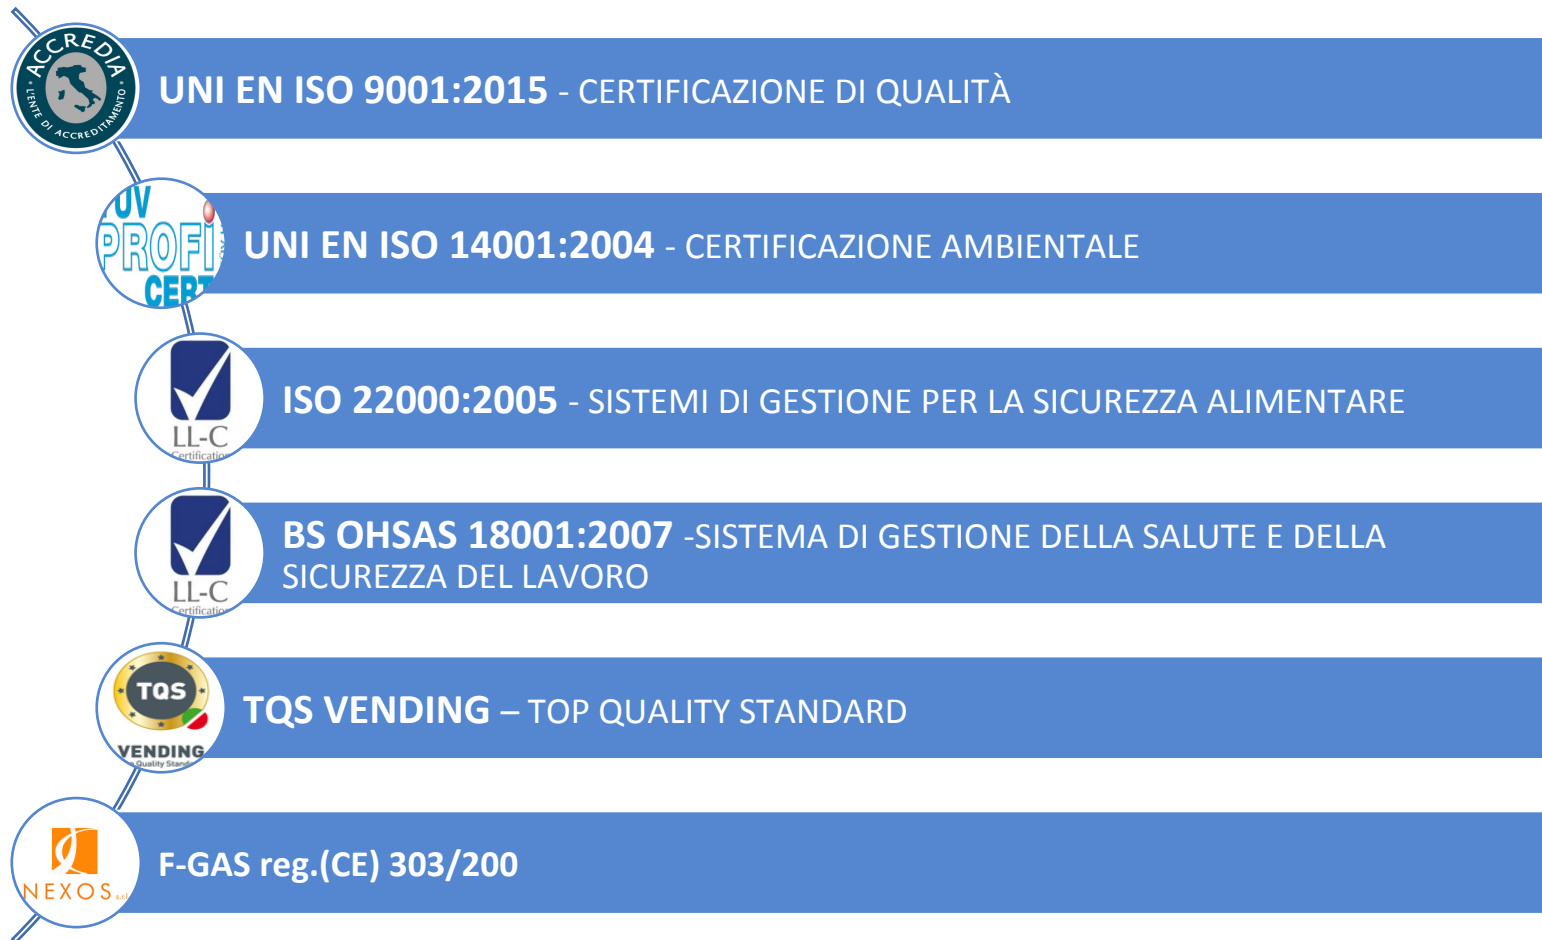 ACCREDIA
L'ENTE DI ACCREDITAMENTO
UNI EN ISO 9001:2015 - CERTIFICAZIONE DI QUALITÀ
PROFI
CERT
UNI EN ISO 14001:2004 - CERTIFICAZIONE AMBIENTALE
LL-C
Certification
ISO 22000:2005 - SISTEMI DI GESTIONE PER LA SICUREZZA ALIMENTARE
LL-C
Certification
BS OHSAS 18001:2007 -SISTEMA DI GESTIONE DELLA SALUTE E DELLA
SICUREZZA DEL LAVORO
TQS
VENDING
Quality
TQS VENDING – TOP QUALITY STANDARD
NEXOS s.r.l
F-GAS reg.(CE) 303/200